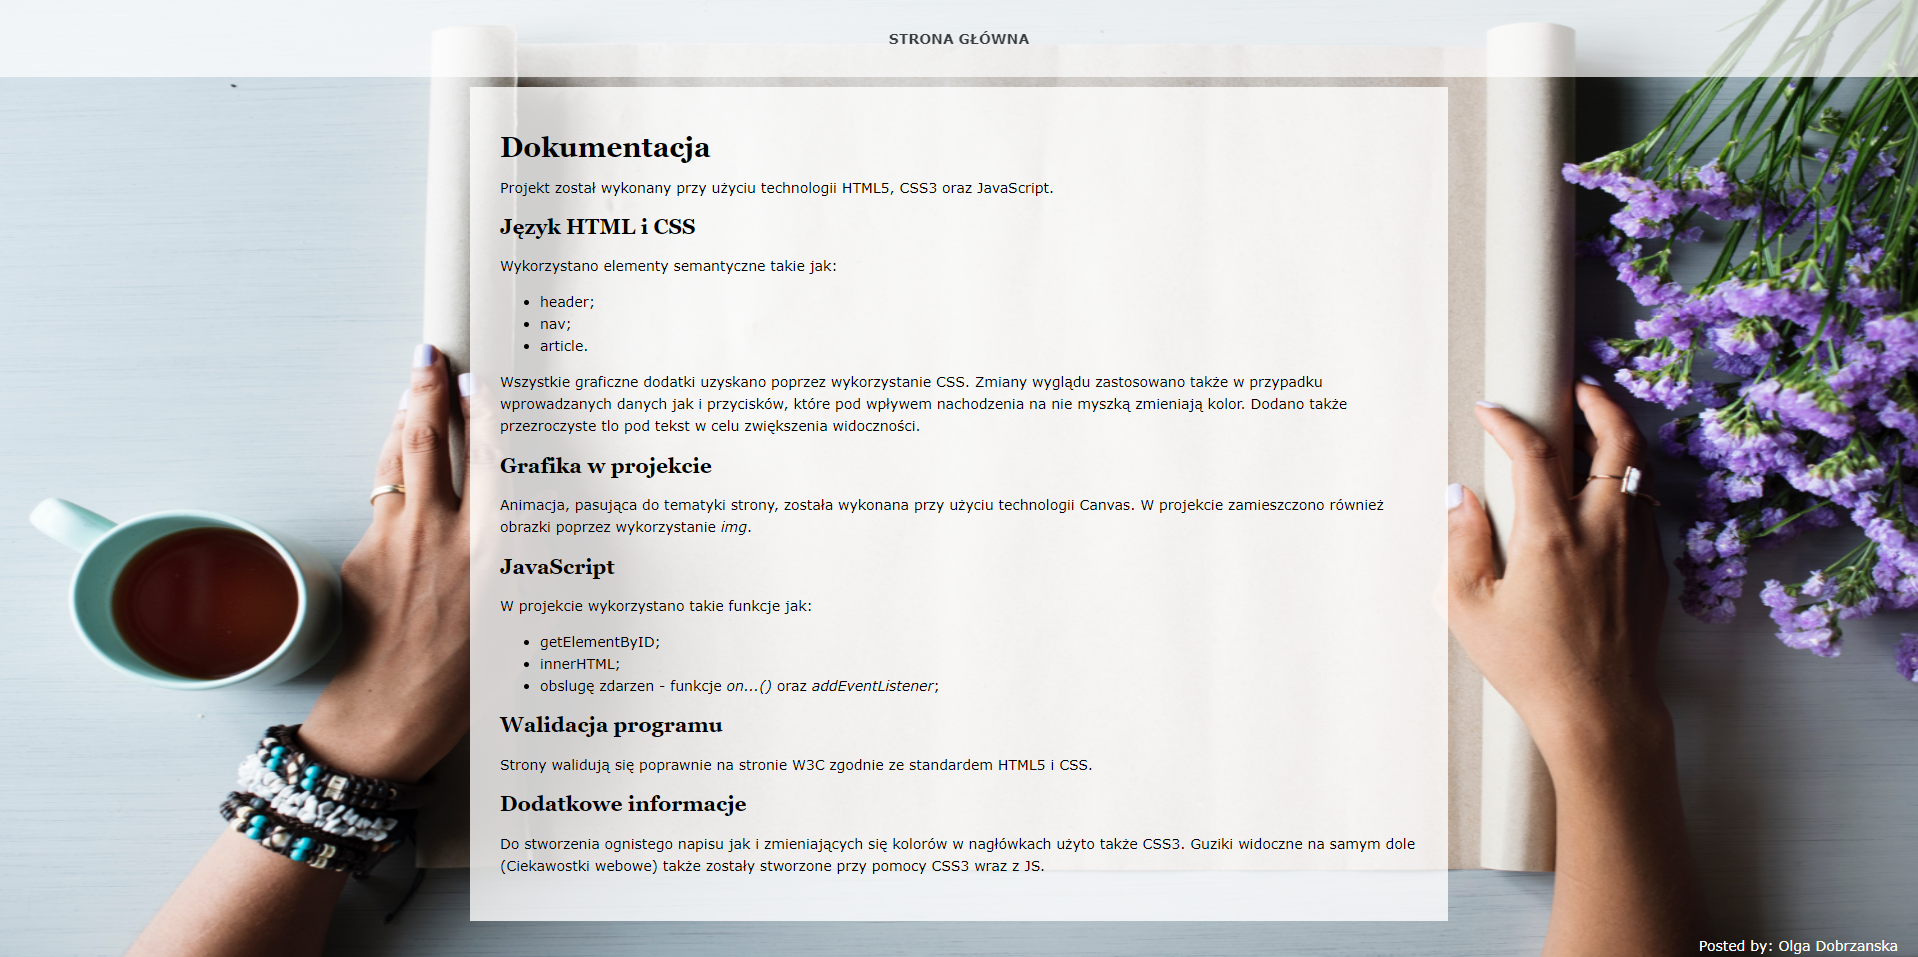 STRONA GŁÓWNA
Dokumentacja
Projekt został wykonany przy użyciu technologii HTML5, CSS3 oraz JavaScript.
Język HTML i CSS
Wykorzystano elementy semantyczne takie jak:
header;
nav;
article.
Wszystkie graficzne dodatki uzyskano poprzez wykorzystanie CSS. Zmiany wyglądu zastosowano także w przypadku
wprowadzanych danych jak i przycisków, które pod wpływem nachodzenia na nie myszką zmieniają kolor. Dodano także
przezroczyste tlo pod tekst w celu zwiększenia widoczności.
Grafika w projekcie
Animacja, pasująca do tematyki strony, została wykonana przy użyciu technologii Canvas. W projekcie zamieszczono również
obrazki poprzez wykorzystanie img.
JavaScript
W projekcie wykorzystano takie funkcje jak:
getElementByID;
innerHTML;
obslugę zdarzen - funkcje on...() oraz addEventListener;
Walidacja programu
Strony walidują się poprawnie na stronie W3C zgodnie ze standardem HTML5 i CSS.
Dodatkowe informacje
Do stworzenia ognistego napisu jak i zmieniających się kolorów w nagłówkach użyto także CSS3. Guziki widoczne na samym dole
(Ciekawostki webowe) także zostały stworzone przy pomocy CSS3 wraz z JS.
Posted by: Olga Dobrzanska